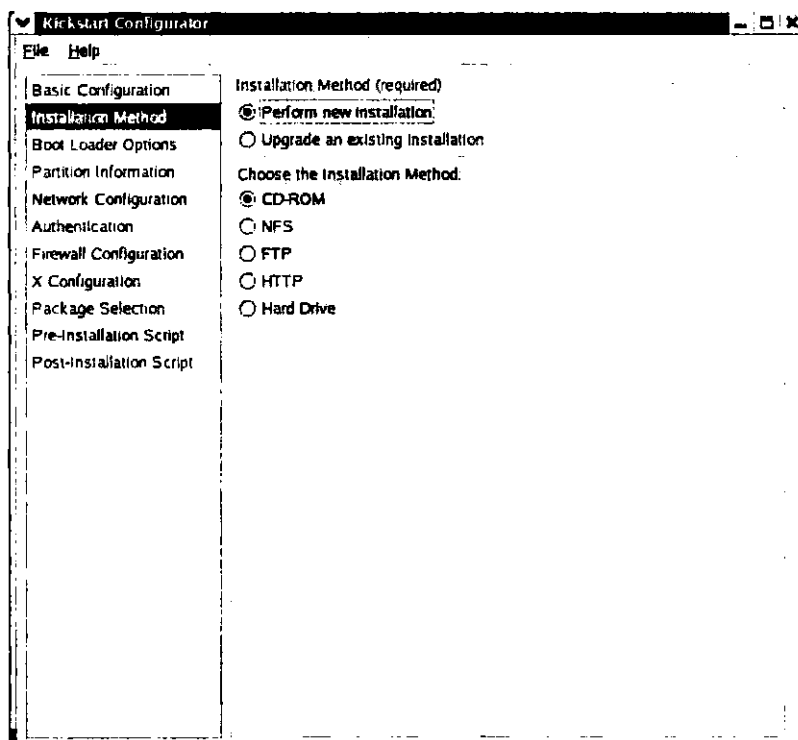 Kickstart Configurator
File Help
Basic Configuration
Installation Method
Boot Loader Options
Partition Information
Network Configuration
Authentication
Firewall Configuration
X Configuration
Package Selection
Pre-Installation Script
Post-Installation Script
Installation Method (required)
Perform new installation
Upgrade an existing installation
Choose the Installation Method:
CD-ROM
NFS
FTP
HTTP
Hard Drive